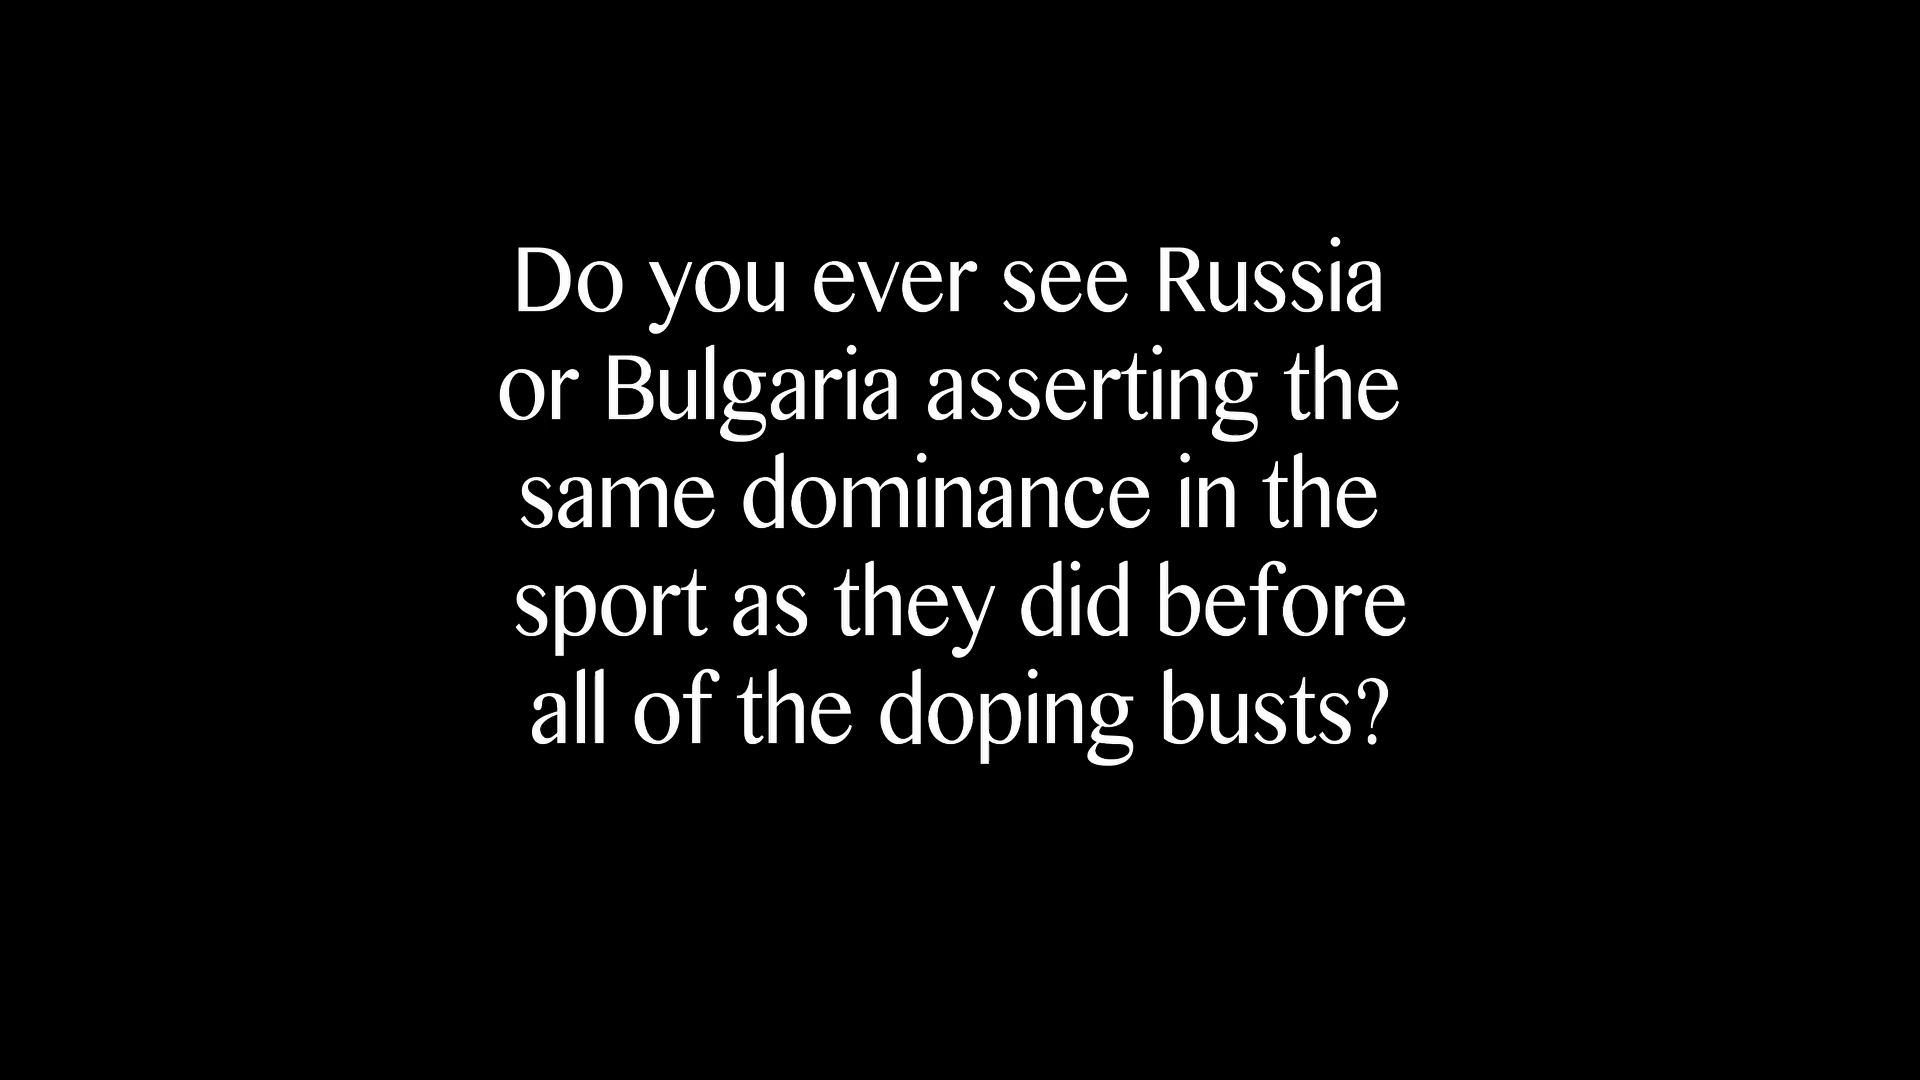 Do you ever see Russia
or Bulgaria asserting the
same dominance in the
sport as they did before
all of the doping busts?